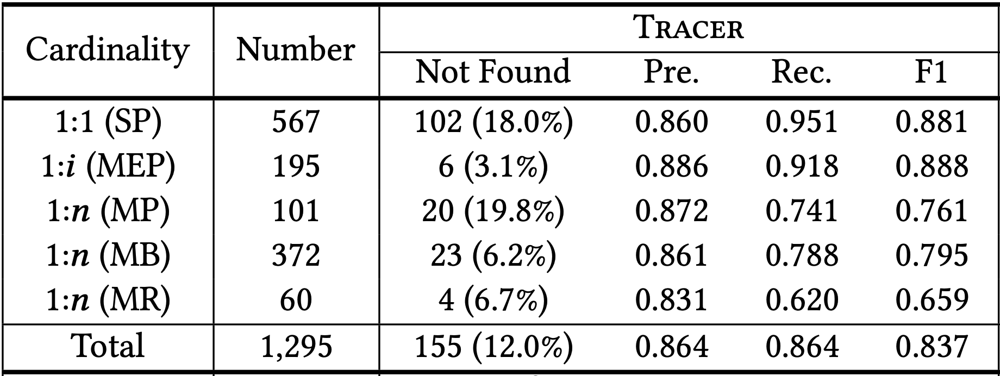 Cardinality Number TRACER
Not Found Pre. Rec. F1
1:1 (SP) 567 102 (18.0%) 0.860 0.951 0.881
1:i (MEP) 195 6 (3.1%) 0.886 0.918 0.888
1:n (MP) 101 20 (19.8%) 0.872 0.741 0.761
1:n (MB) 372 23 (6.2%) 0.861 0.788 0.795
1:n (MR) 60 4 (6.7%) 0.831 0.620 0.659
Total 1,295 155 (12.0%) 0.864 0.864 0.837